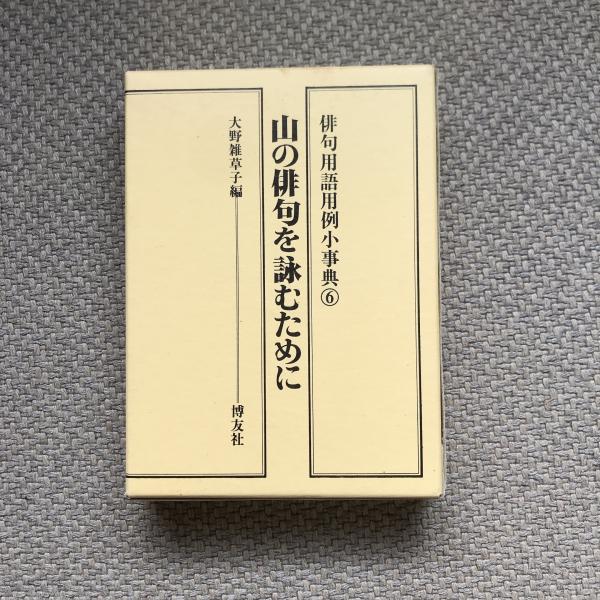 俳句用語用例小事典⑥
山の俳句を詠むために
大野雑草子編
博友社